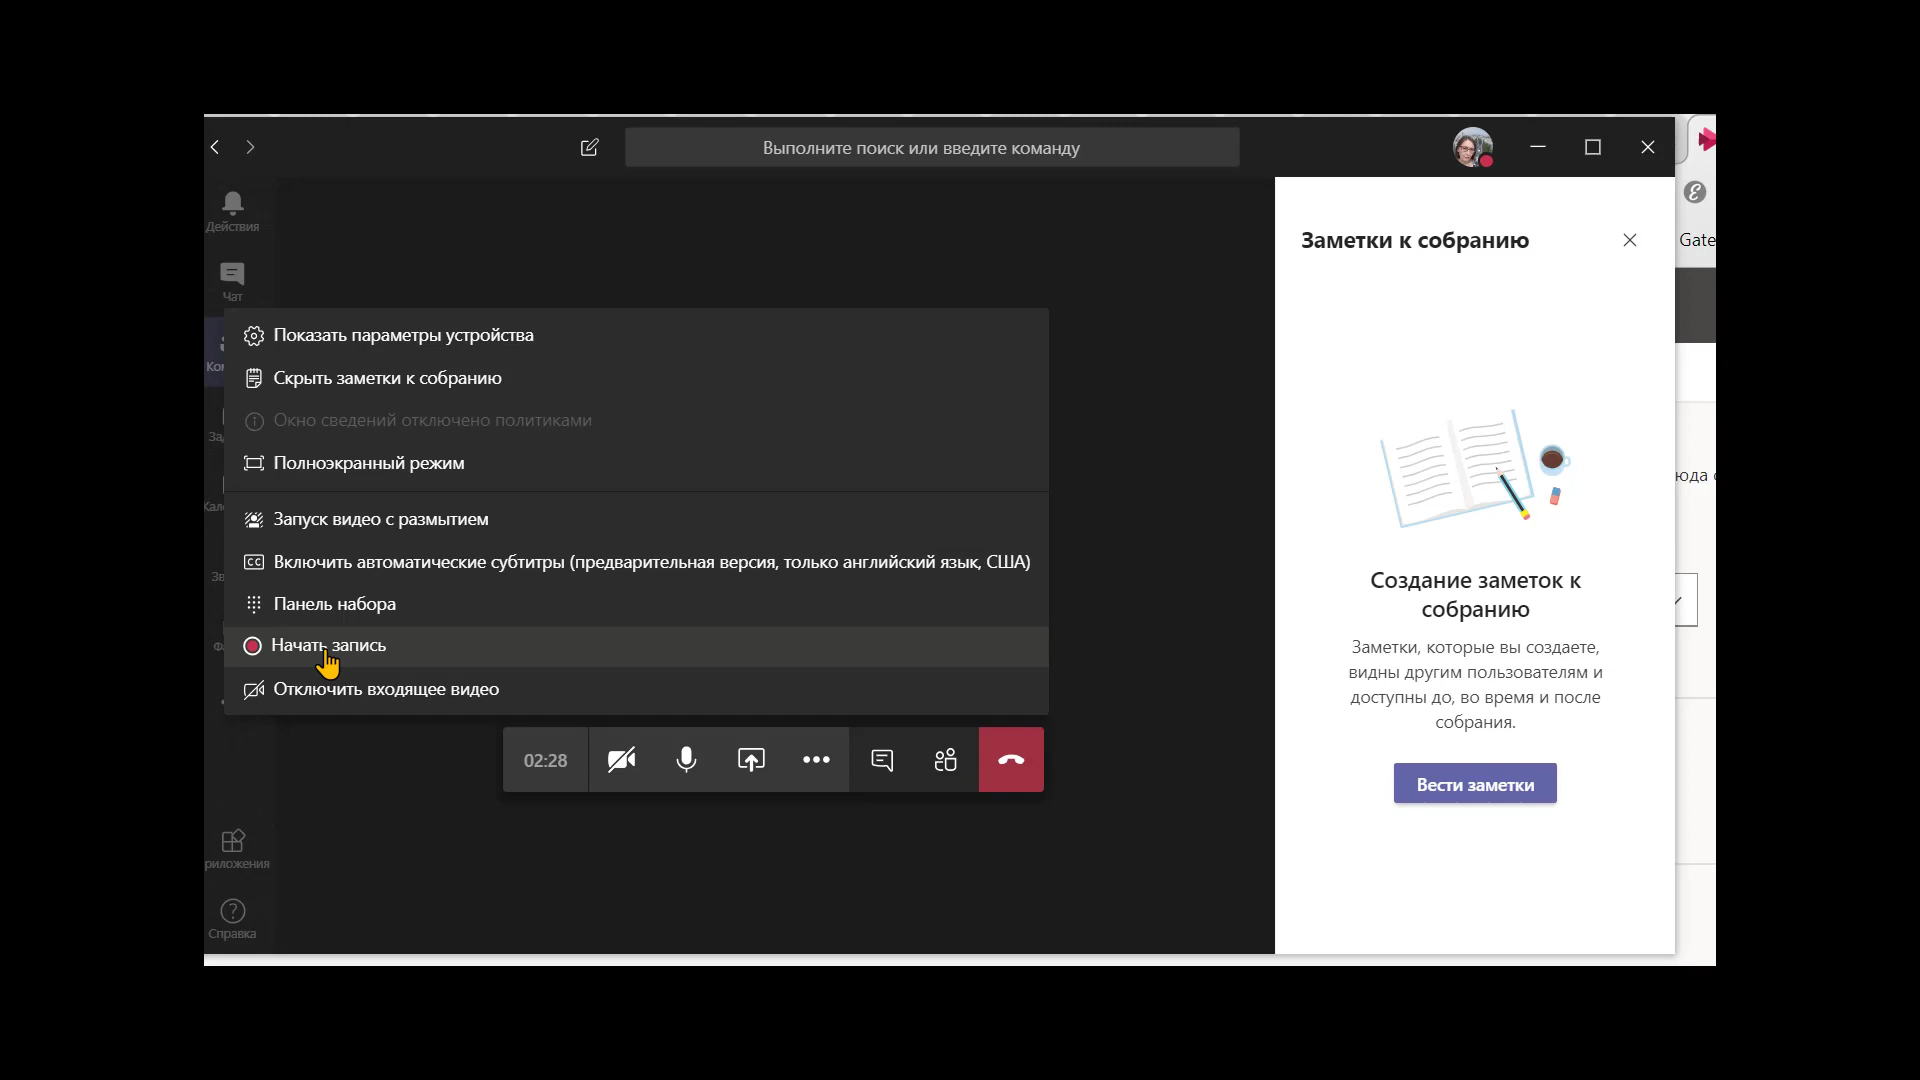 Выполните поиск или введите команду
Действия
Чат
Показать параметры устройства
Скрыть заметки к собранию
Окно сведений отключено политиками
Полноэкранный режим
Запуск видео с размытием
Включить автоматические субтитры (предварительная версия, только английский язык, США)
Панель набора
Начать запись
Отключить входящее видео
02:28
риложения
Справка
Заметки к собранию
Создание заметок к
собранию
Заметки, которые вы создаете,
видны другим пользователям и
доступны до, во время и после
собрания.
Вести заметки
Gate